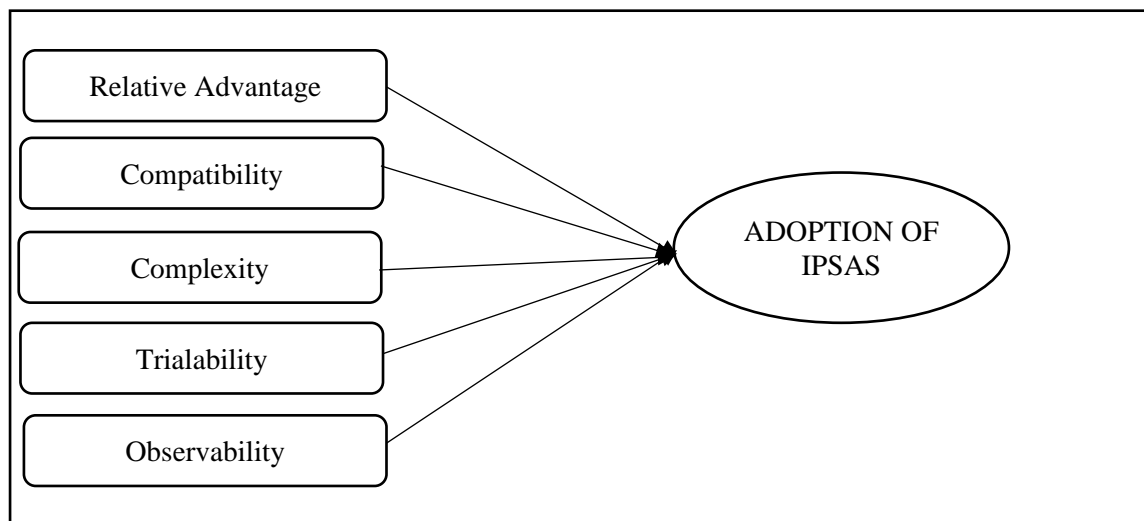 Relative Advantage
Compatibility
Complexity
Trialability
Observability
ADOPTION OF
IPSAS